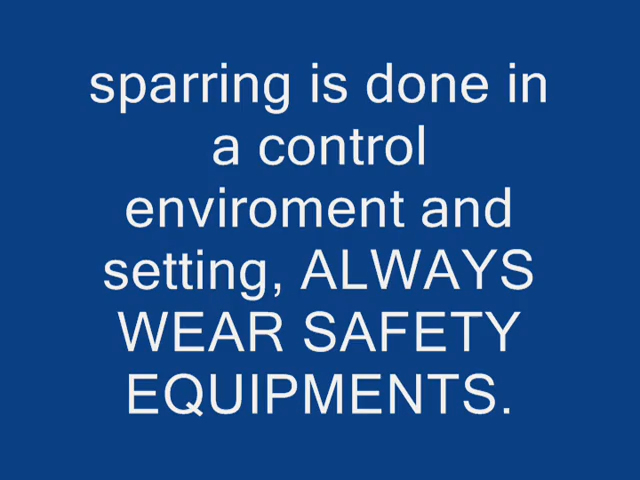 sparring is done in
a control
enviroment and
setting, ALWAYS
WEAR SAFETY
EQUIPMENTS.